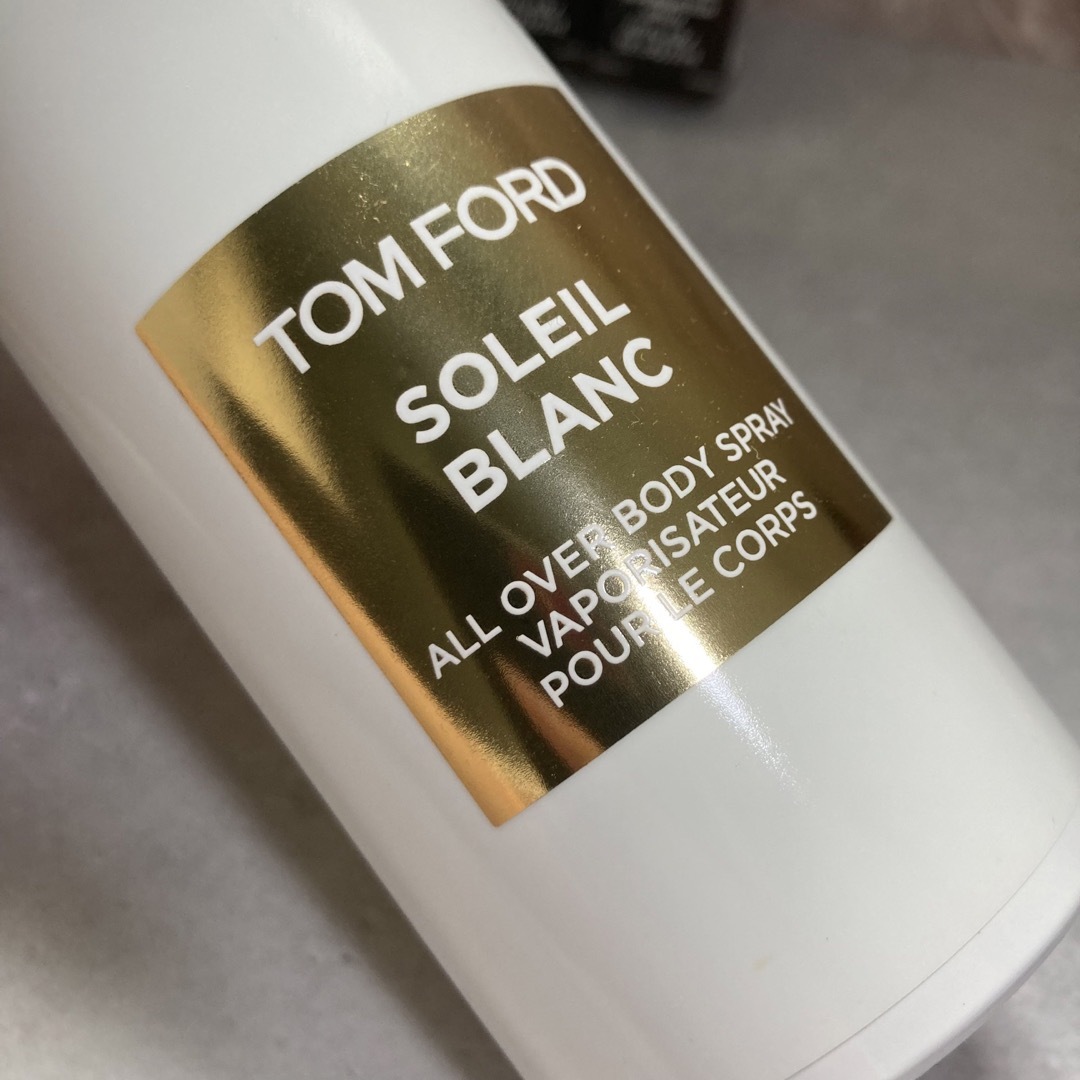 TOM FORD
SOLEIL
BLANC
ALL OVER BODY SPRAY
VAPORISATEUR
POUR LE CORPS